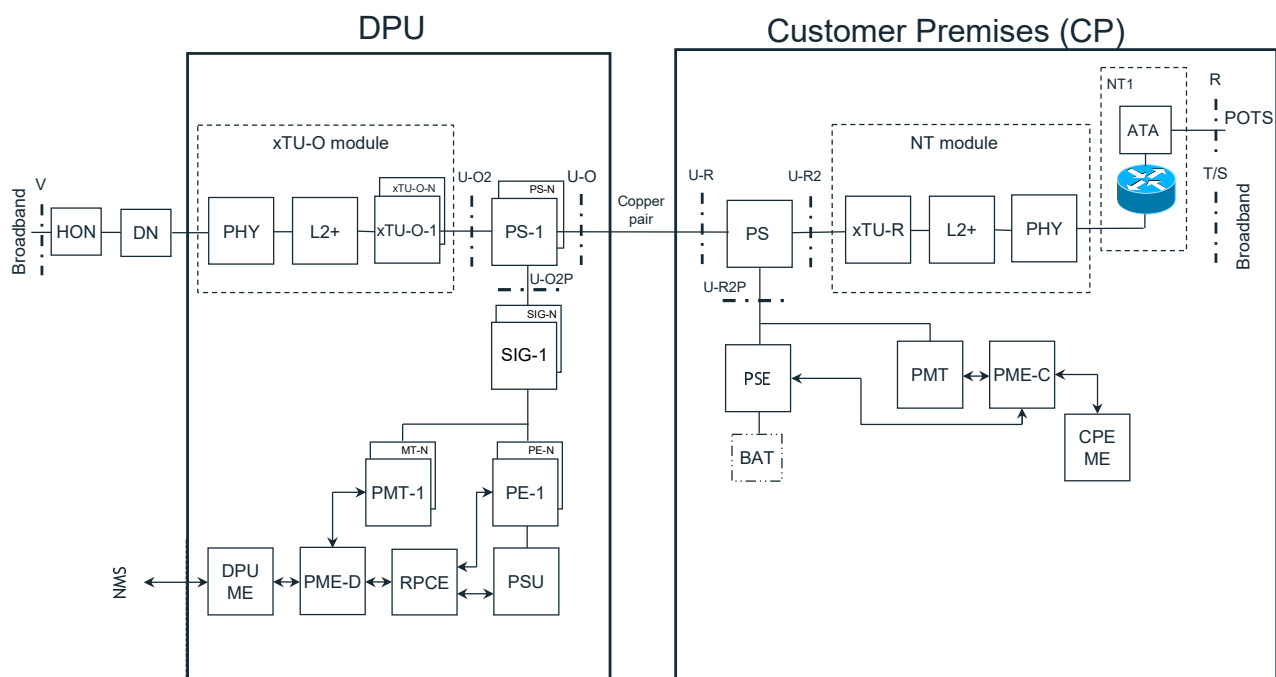 DPU
Customer Premises (CP)
xTU-O module
NT module
NT1
R
POTS
ATA
T/S
Broadband
V
Broadband
HON
DN
PHY
L2+
xTU-O-N
xTU-O-1
U-O2
PS-N
PS-1
U-O
Copper
pair
U-R
PS
U-R2
xTU-R
L2+
PHY
U-O2P
U-R2P
SIG-N
SIG-1
PSE
PMT
PME-C
BAT
CPE
ME
MT-N
PMT-1
PE-N
PE-1
NMS
DPU
ME
PME-D
RPCE
PSU